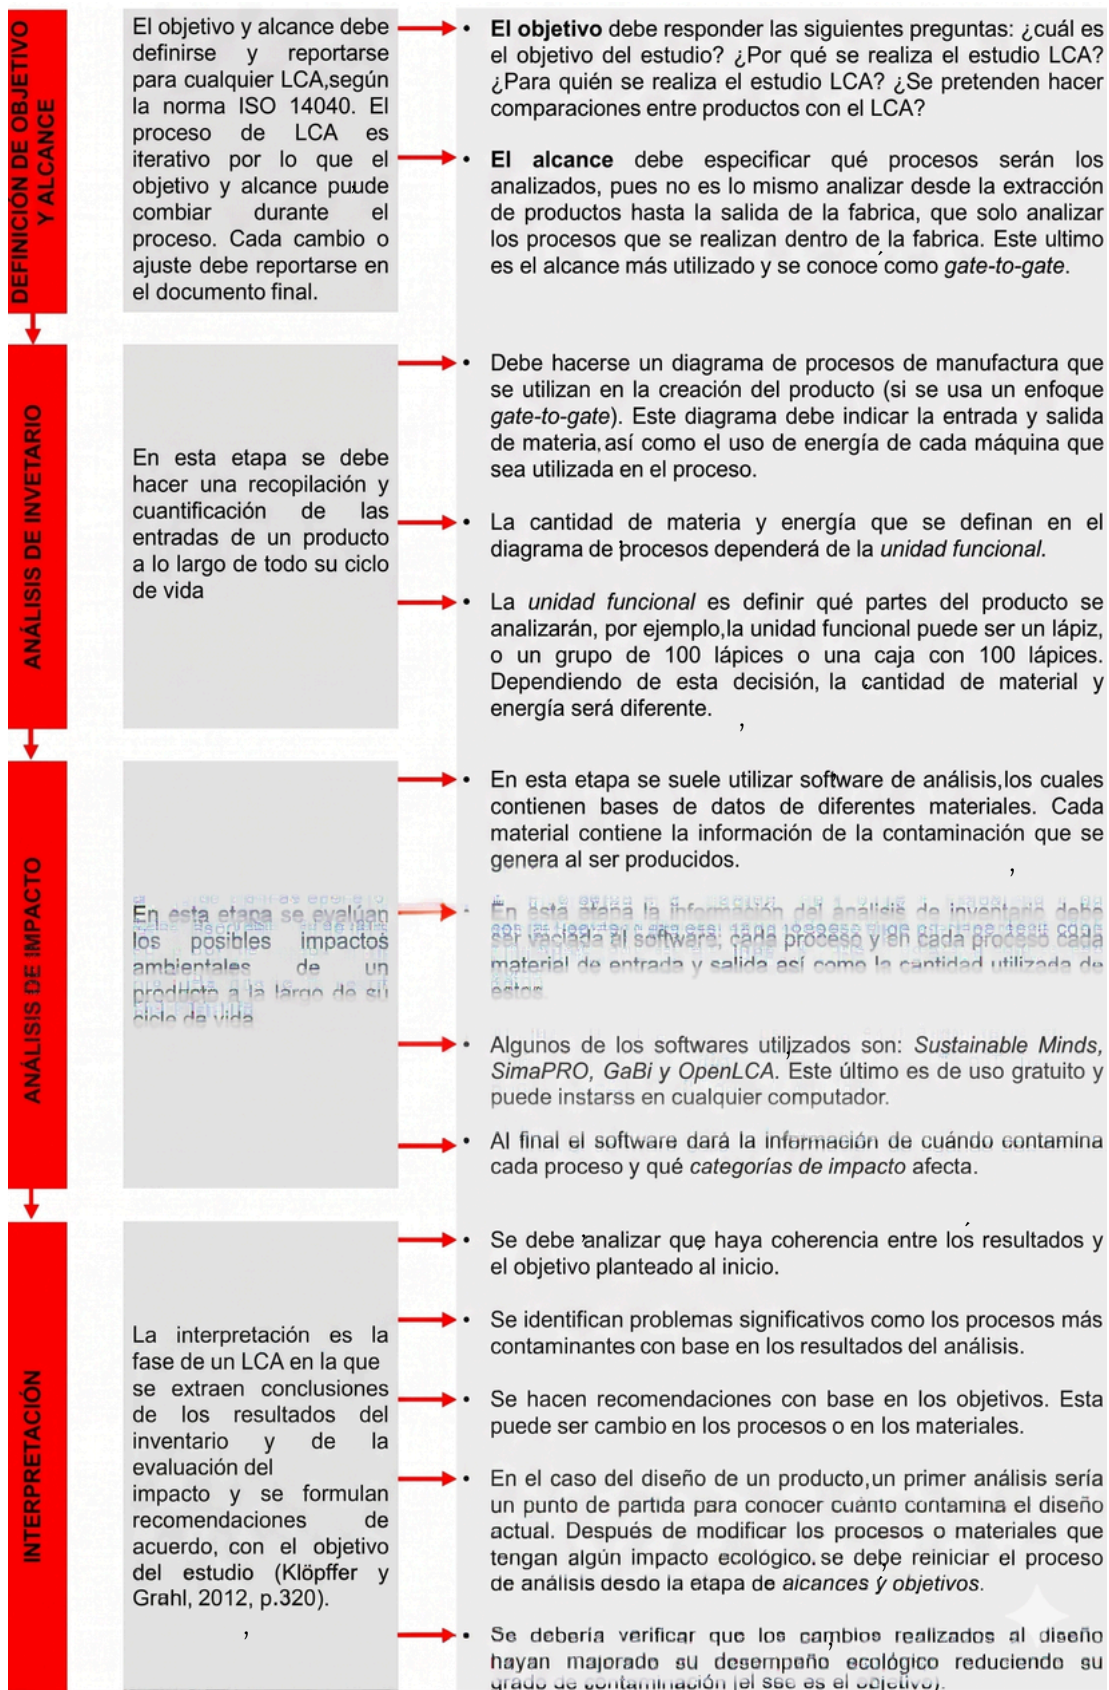 DEFINICIÓN DE OBJETIVO
Y ALCANCE
El objetivo y alcance debe
definirse y reportarse
para cualquier LCA,según
la norma ISO 14040. El
proceso de LCA es
iterativo por lo que el
objetivo y alcance puude
combiar durante el
proceso. Cada cambo o
ajuste debe reportarse en
el documento final.
• El objetivo debe responder las siguientes preguntas: ¿cuál es
el objetivo del estudio? ¿Por qué se realiza el estudio LCA?
¿Para quién se realiza el estudio LCA? ¿Se pretenden hacer
comparaciones entre productos con el LCA?
• El alcance debe especificar qué procesos serán los
analizados, pues no es lo mismo analizar desde la extracción
de productos hasta la salida de la fabrica, que solo analizar
los procesos que se realizan dentro de la fabrica. Este ultimo
es el alcance más utilizado y se conoce como gate-to-gate.
ANÁLISIS DE INVETARIO
En esta etapa se debe
hacer una recopilación y
cuantificación de las
entradas de un producto
a lo largo de todo su ciclo
de vida
• Debe hacerse un diagrama de procesos de manufactura que
se utilizan en la creación del producto (si se usa un enfoque
gate-to-gate). Este diagrama debe indicar la entrada y salida
de materia, así como el uso de energía de cada máquina que
sea utilizada en el proceso.
• La cantidad de materia y energía que se definan en el
diagrama de procesos dependerá de la unidad funcional.
• La unidad funcional es definir qué partes del producto se
analizarán, por ejemplo,la unidad funcional puede ser un lápiz,
o un grupo de 100 lápices o una caja con 100 lápices.
Dependiendo de esta decisión, la cantidad de material y
energía será diferente.
ANÁLISIS DE IMPACTO
En esta etapa se evalúan
los posibles impactos
ambientales de un
producto a la largo de su
ciclo de vida
• En esta etapa se suele utilizar software de análisis,los cuales
contienen bases de datos de diferentes materiales. Cada
material contiene la información de la contaminación que se
genera al ser producidos.
En esta etapa la información del analisis de inventario debe
ser vaciada al software; cada proceso y en cada proceso cada
material de entrada y salida así como la cantidad utilizada de
estos.
• Algunos de los softwares utilizados son: Sustainable Minds,
SimaPRO, GaBi y OpenLCA. Este último es de uso gratuito y
puede instarss en cualquier computador.
• Al final el software dará la información de cuándo contamina
cada proceso y qué categorías de impacto afecta.
INTERPRETACIÓN
La interpretación es la
fase de un LCA en la que
se extraen conclusiones
de los resultados del
inventario y de la
evaluación del
impacto y se formulan
recomendaciones de
acuerdo, con el objetivo
del estudio (Klöpffer y
Grahl, 2012, p.320).
• Se debe analizar que haya coherencia entre los resultados y
el objetivo planteado al inicio.
• Se identifican problemas significativos como los procesos más
contaminantes con base en los resultados del análisis.
• Se hacen recomendaciones con base en los objetivos. Esta
puede ser cambio en los procesos o en los materiales.
• En el caso del diseño de un producto,un primer análisis sería
un punto de partida para conocer cuánto contamina el diseño
actual. Después de modificar los procesos o materiales que
tengan algún impacto ecológico. se debe reiniciar el proceso
de análisis desdo la etapa de alcances y objetivos.
• Se debería verificar que los cambios realizados al diseño
hayan majorado su desempeño ecológico reduciendo su
grado de contaminación